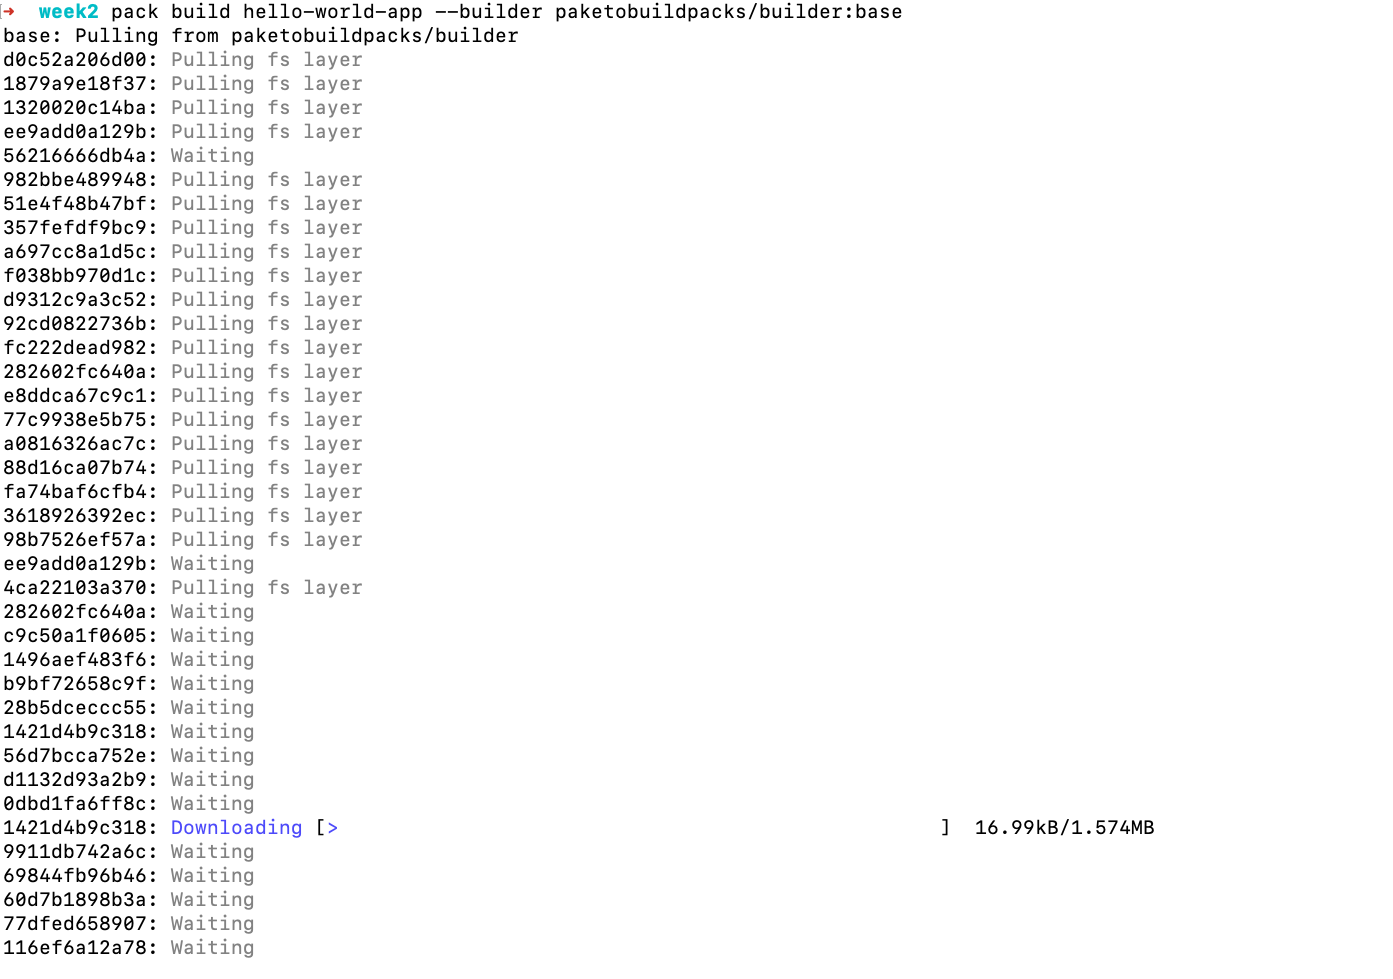 → week2 pack build hello-world-app --builder paketobuildpacks/builder:base
base: Pulling from paketobuildpacks/builder
d0c52a206d00: Pulling fs layer
1879a9e18f37: Pulling fs layer
1320020c14ba: Pulling fs layer
ee9add0a129b: Pulling fs layer
56216666db4a: Waiting
982bbe489948: Pulling fs layer
51e4f48b47bf: Pulling fs layer
357fefdf9bc9: Pulling fs layer
a697cc8a1d5c: Pulling fs layer
f038bb970d1c: Pulling fs layer
d9312c9a3c52: Pulling fs layer
92cd0822736b: Pulling fs layer
fc222dead982: Pulling fs layer
282602fc640a: Pulling fs layer
e8ddca67c9c1: Pulling fs layer
77c9938e5b75: Pulling fs layer
a0816326ac7c: Pulling fs layer
88d16ca07b74: Pulling fs layer
fa74baf6cfb4: Pulling fs layer
3618926392ec: Pulling fs layer
98b7526ef57a: Pulling fs layer
ee9add0a129b: Waiting
4ca22103a370: Pulling fs layer
282602fc640a: Waiting
c9c50a1f0605: Waiting
1496aef483f6: Waiting
b9bf72658c9f: Waiting
28b5dceccc55: Waiting
1421d4b9c318: Waiting
56d7bcca752e: Waiting
d1132d93a2b9: Waiting
0dbd1fa6ff8c: Waiting
1421d4b9c318: Downloading [> ] 16.99kB/1.574MB
9911db742a6c: Waiting
69844fb96b46: Waiting
60d7b1898b3a: Waiting
77dfed658907: Waiting
116ef6a12a78: Waiting